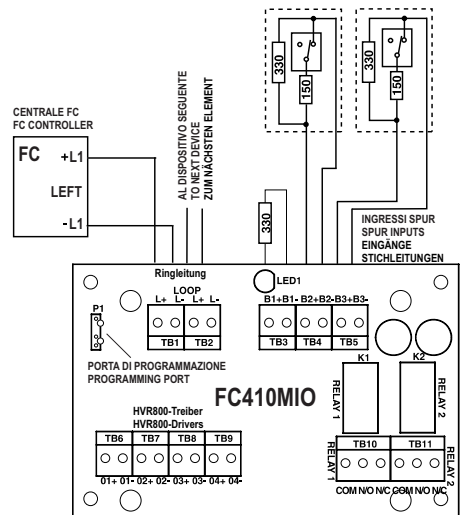 330
150
330
150
CENTRALE FC
FC CONTROLLER
FC
+L1
LEFT
-L1
AL DISPOSITIVO SEGUENTE
TO NEXT DEVICE
ZUM NÄCHSTEN ELEMENT
330
INGRESSI SPUR
SPUR INPUTS
EINGÄNGE
STICHLEITUNGEN
Ringleitung
LOOP
L+ L- L+ L-
TB1 TB2
LED1
B1+B1- B2+B2- B3+B3-
TB3 TB4 TB5
P1
PORTA DI PROGRAMMAZIONE
PROGRAMMING PORT
K1
K2
RELAY 1
RELAY 2
FC410MIO
HVR800-Treiber
HVR800-Drivers
TB6 TB7 TB8 TB9
01+ 01- 02+ 02- 03+ 03- 04+ 04-
RELAY 1
TB10 TB11
RELAY 2
COM N/O N/C COM N/O N/C